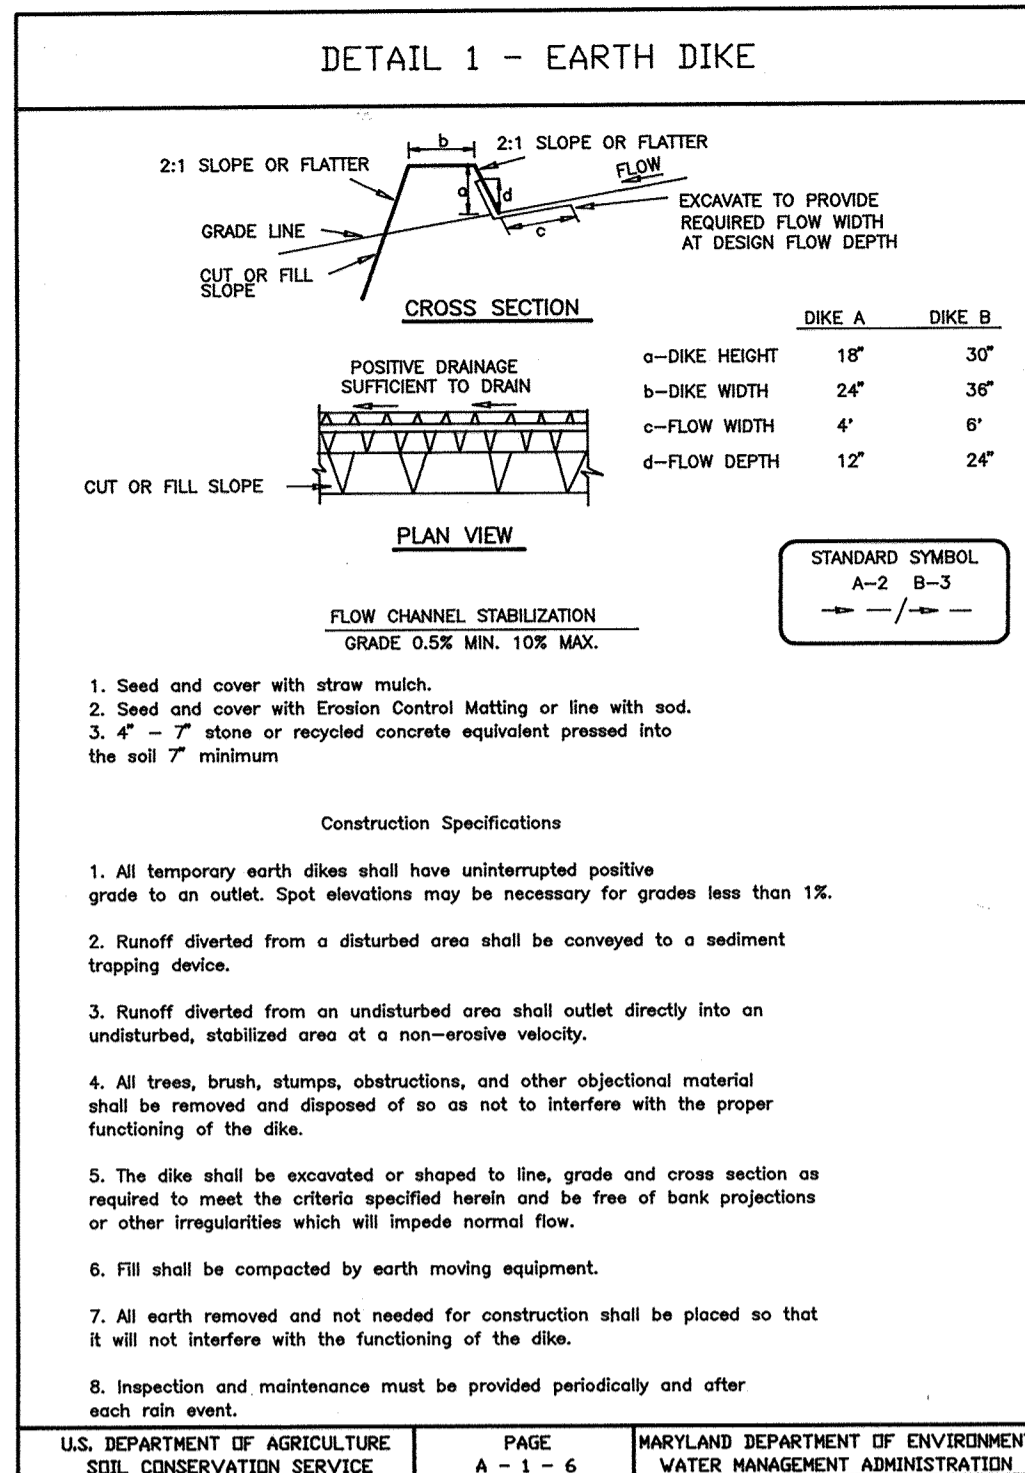 DETAIL 1 - EARTH DIKE
b
2:1 SLOPE OR FLATTER
2:1 SLOPE OR FLATTER
FLOW
a
d
EXCAVATE TO PROVIDE
REQUIRED FLOW WIDTH
AT DESIGN FLOW DEPTH
GRADE LINE
c
CUT OR FILL
SLOPE
CROSS SECTION
DIKE A DIKE B
a-DIKE HEIGHT 18" 30"
b-DIKE WIDTH 24" 36"
c-FLOW WIDTH 4' 6'
d-FLOW DEPTH 12" 24"
POSITIVE DRAINAGE
SUFFICIENT TO DRAIN
CUT OR FILL SLOPE
PLAN VIEW
STANDARD SYMBOL
A-2 B-3
FLOW CHANNEL STABILIZATION
GRADE 0.5% MIN. 10% MAX.
1. Seed and cover with straw mulch.
2. Seed and cover with Erosion Control Matting or line with sod.
3. 4" - 7" stone or recycled concrete equivalent pressed into
the soil 7" minimum
Construction Specifications
1. All temporary earth dikes shall have uninterrupted positive
grade to an outlet. Spot elevations may be necessary for grades less than 1%.
2. Runoff diverted from a disturbed area shall be conveyed to a sediment
trapping device.
3. Runoff diverted from an undisturbed area shall outlet directly into an
undisturbed, stabilized area at a non-erosive velocity.
4. All trees, brush, stumps, obstructions, and other objectional material
shall be removed and disposed of so as not to interfere with the proper
functioning of the dike.
5. The dike shall be excavated or shaped to line, grade and cross section as
required to meet the criteria specified herein and be free of bank projections
or other irregularities which will impede normal flow.
6. Fill shall be compacted by earth moving equipment.
7. All earth removed and not needed for construction shall be placed so that
it will not interfere with the functioning of the dike.
8. Inspection and maintenance must be provided periodically and after
each rain event.
U.S. DEPARTMENT OF AGRICULTURE
SOIL CONSERVATION SERVICE
PAGE
A - 1 - 6
MARYLAND DEPARTMENT OF ENVIRONMENT
WATER MANAGEMENT ADMINISTRATION